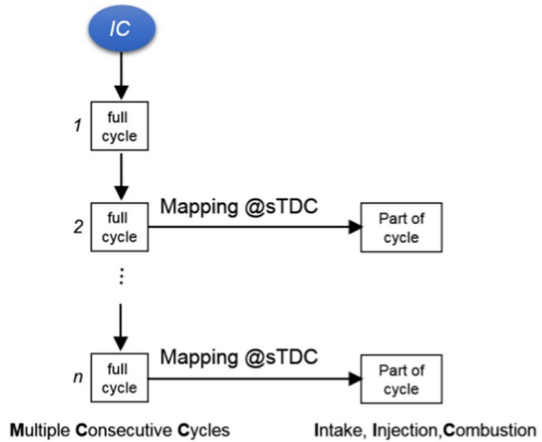 IC
1
full
cycle
2
full
cycle
Mapping @sTDC
Part of
cycle
⋮
n
full
cycle
Mapping @sTDC
Part of
cycle
Multiple Consecutive Cycles
Intake, Injection,Combustion